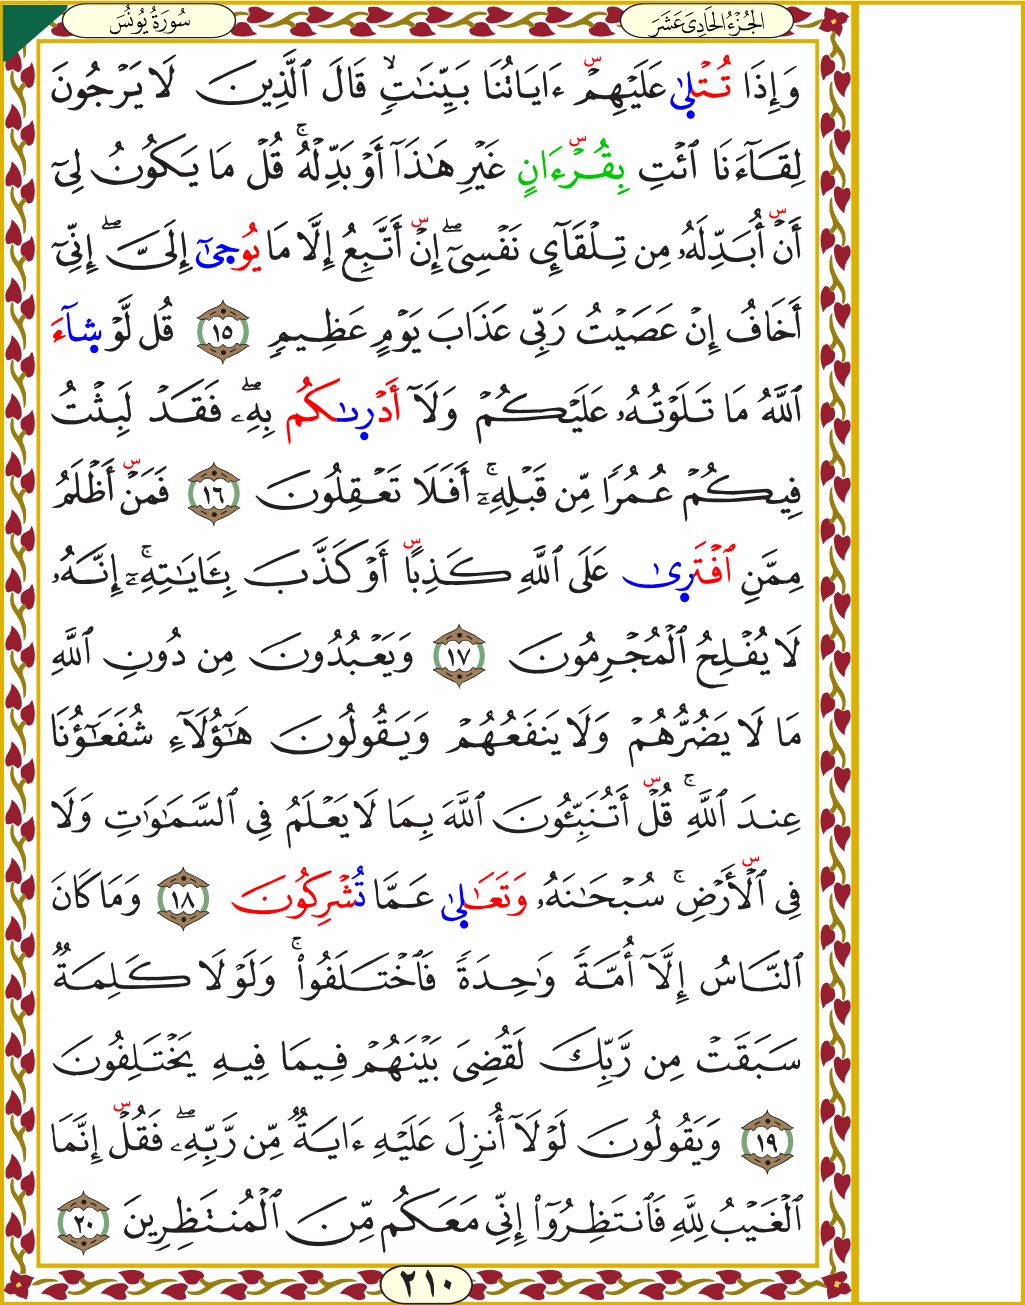 الجُزْءُ الحَادِىَ عَشَرَ
سُورَةُ يُونُسَ
وَإِذَا تُتْلَىٰ عَلَيْهِمْ ءَايَاتُنَا بَيِّنَـٰتٍۙ قَالَ ٱلَّذِينَ لَا يَرْجُونَ
لِقَآءَنَا ٱئْتِ بِقُرْءَانٍ غَيْرِ هَـٰذَآ أَوْ بَدِّلْهُۚ قُلْ مَا يَكُونُ لِىٓ
أَنْ أُبَدِّلَهُۥ مِن تِلْقَآىِٕ نَفْسِىٓۖ إِنْ أَتَّبِعُ إِلَّا مَا يُوحَىٰٓ إِلَىَّۖ إِنِّىٓ
أَخَافُ إِنْ عَصَيْتُ رَبِّى عَذَابَ يَوْمٍ عَظِيمٍ ١٥ قُل لَّوْ شَآءَ
ٱللَّهُ مَا تَلَوْتُهُۥ عَلَيْكُمْ وَلَآ أَدْرَىٰكُم بِهِۦۖ فَقَدْ لَبِثْتُ
فِيكُمْ عُمُرًا مِّن قَبْلِهِۦٓۚ أَفَلَا تَعْقِلُونَ ١٦ فَمَنْ أَظْلَمُ
مِمَّنِ ٱفْتَرَىٰ عَلَى ٱللَّهِ كَذِبًا أَوْ كَذَّبَ بِـَٔايَـٰتِهِۦٓۚ إِنَّهُۥ
لَا يُفْلِحُ ٱلْمُجْرِمُونَ ١٧ وَيَعْبُدُونَ مِن دُونِ ٱللَّهِ
مَا لَا يَضُرُّهُمْ وَلَا يَنفَعُهُمْ وَيَقُولُونَ هَـٰٓؤُلَآءِ شُفَعَـٰٓؤُنَا
عِندَ ٱللَّهِۚ قُلْ أَتُنَبِّـُٔونَ ٱللَّهَ بِمَا لَا يَعْلَمُ فِى ٱلسَّمَـٰوَٰتِ وَلَا
فِى ٱلْأَرْضِۚ سُبْحَـٰنَهُۥ وَتَعَـٰلَىٰ عَمَّا تُشْرِكُونَ ١٨ وَمَا كَانَ
ٱلنَّاسُ إِلَّآ أُمَّةً وَٰحِدَةً فَٱخْتَلَفُوا۟ۚ وَلَوْلَا كَلِمَةٌ
سَبَقَتْ مِن رَّبِّكَ لَقُضِىَ بَيْنَهُمْ فِيمَا فِيهِ يَخْتَلِفُونَ
١٩ وَيَقُولُونَ لَوْلَآ أُنزِلَ عَلَيْهِ ءَايَةٌ مِّن رَّبِّهِۦۖ فَقُلْ إِنَّمَا
ٱلْغَيْبُ لِلَّهِ فَٱنتَظِرُوٓا۟ إِنِّى مَعَكُم مِّنَ ٱلْمُنتَظِرِينَ ٢٠
٢١٠